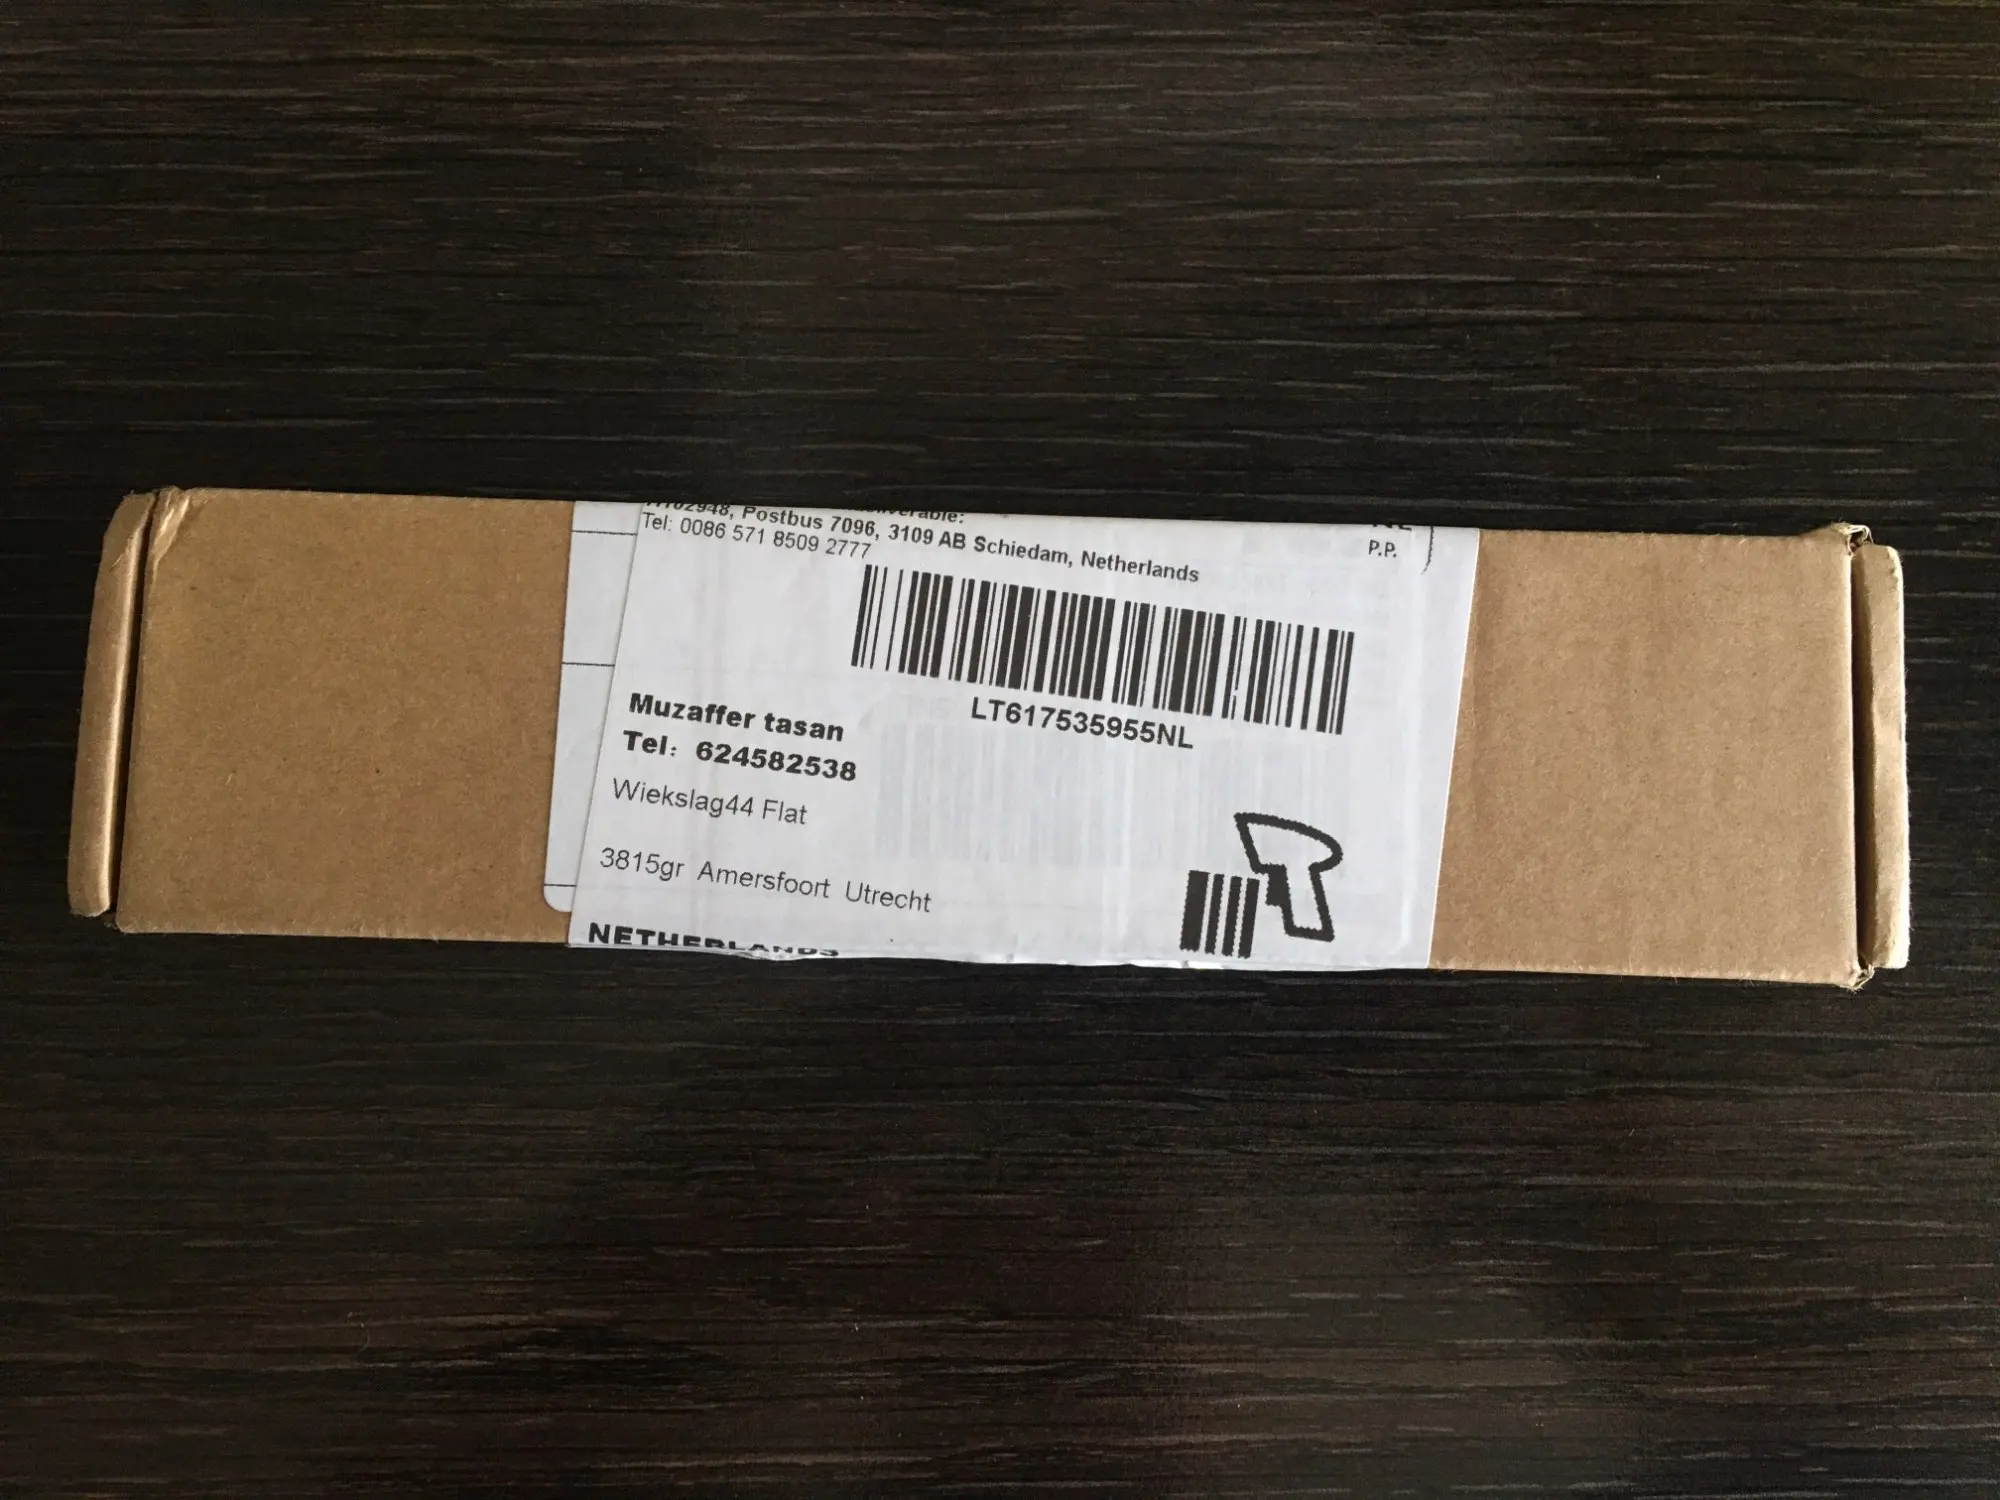 Postbus 7096, 3109 AB Schiedam, Netherlands
Tel: 0086 571 8509 2777
P.P.
LT617535955NL
Muzaffer tasan
Tel: 624582538
Wiekslag44 Flat
3815gr Amersfoort Utrecht
NETHERLANDS